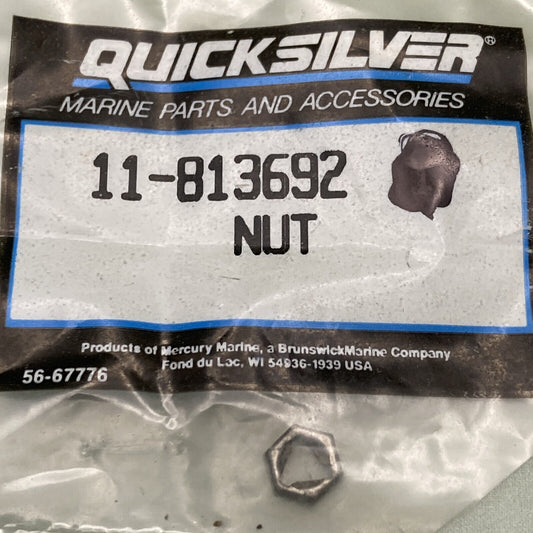 QUICKSILVER®
MARINE PARTS AND ACCESSORIES
11-813692
NUT
Products of Mercury Marine, a BrunswickMarine Company
Fond du Lac, WI 54936-1939 USA
56-67776